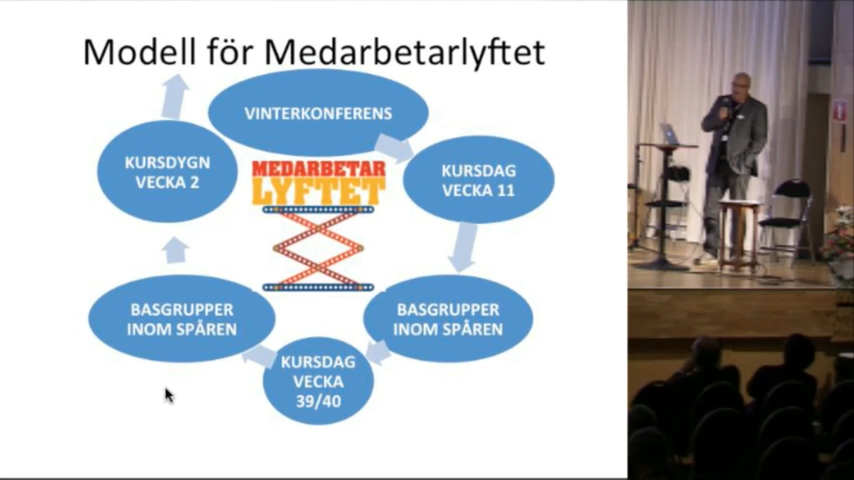 Modell för Medarbetarlyftet
VINTERKONFERENS
KURSDYGN
VECKA 2
KURSDAG
VECKA 11
MEDARBETAR
LYFTET
BASGRUPPER
INOM SPÅREN
BASGRUPPER
INOM SPÅREN
KURSDAG
VECKA
39/40